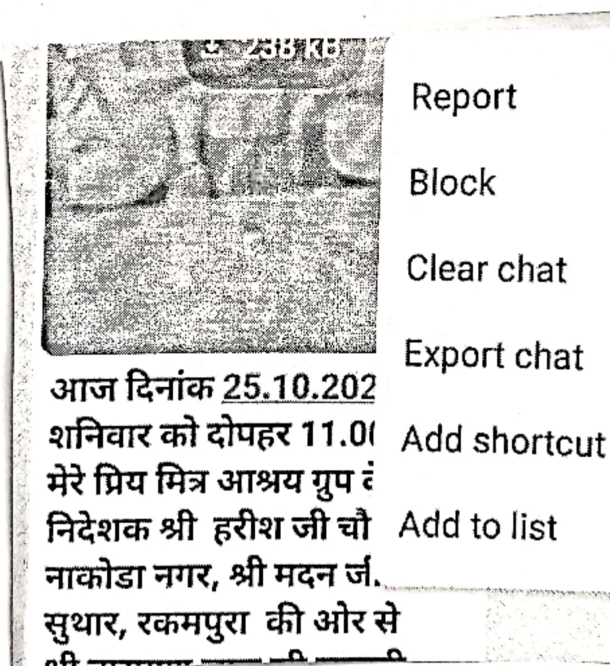 238 kB
Report
Block
Clear chat
Export chat
Add shortcut
Add to list
आज दिनांक 25.10.202
शनिवार को दोपहर 11.0
मेरे प्रिय मित्र आश्रय ग्रुप
निदेशक श्री हरीश जी चौ
नाकोडा नगर, श्री मदन
सुथार, रकमपुरा की ओर से